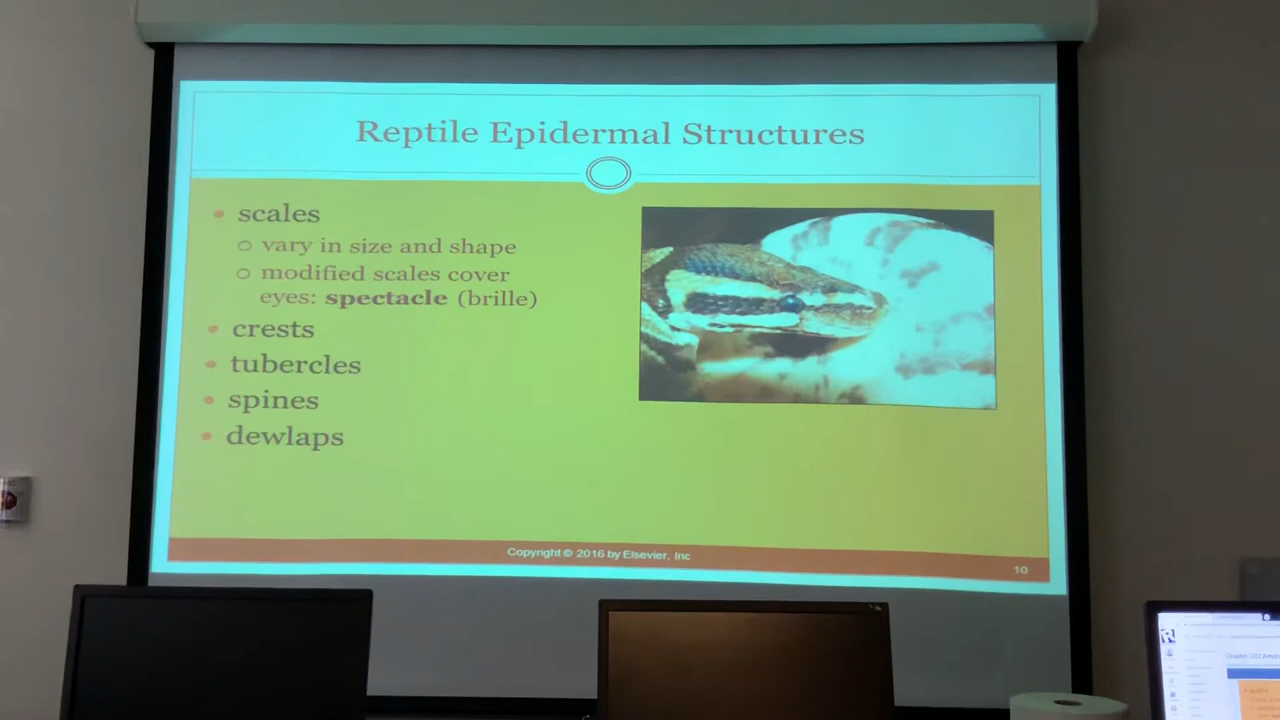 Reptile Epidermal Structures
• scales
o vary in size and shape
o modified scales cover
eyes: spectacle (brille)
• crests
• tubercles
• spines
• dewlaps
Copyright © 2016 by Elsevier, Inc
10